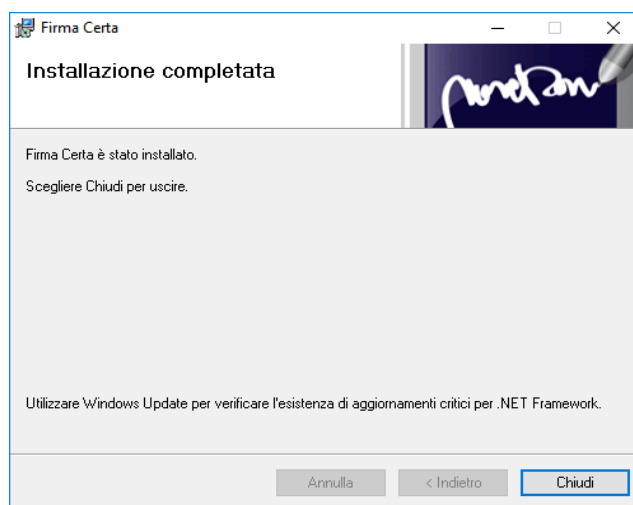 Firma Certa
Installazione completata
Firma Certa è stato installato.
Scegliere Chiudi per uscire.
Utilizzare Windows Update per verificare l'esistenza di aggiornamenti critici per .NET Framework.
Annulla
< Indietro
Chiudi